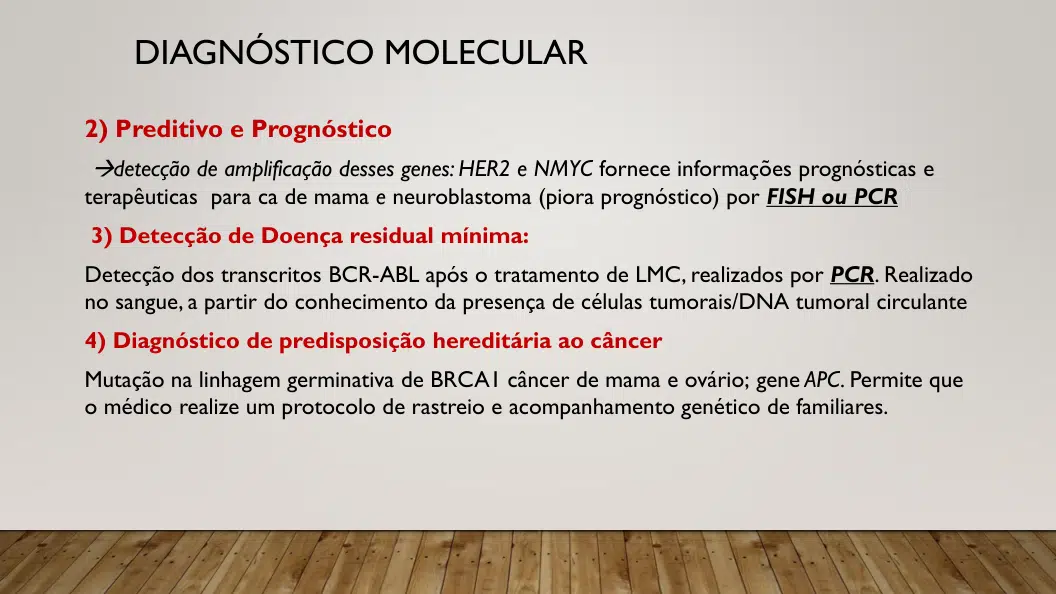 DIAGNÓSTICO MOLECULAR
2) Preditivo e Prognóstico
→detecção de amplificação desses genes: HER2 e NMYC fornece informações prognósticas e
terapêuticas para ca de mama e neuroblastoma (piora prognóstico) por FISH ou PCR
3) Detecção de Doença residual mínima:
Detecção dos transcritos BCR-ABL após o tratamento de LMC, realizados por PCR. Realizado
no sangue, a partir do conhecimento da presença de células tumorais/DNA tumoral circulante
4) Diagnóstico de predisposição hereditária ao câncer
Mutação na linhagem germinativa de BRCA1 câncer de mama e ovário; gene APC. Permite que
o médico realize um protocolo de rastreio e acompanhamento genético de familiares.